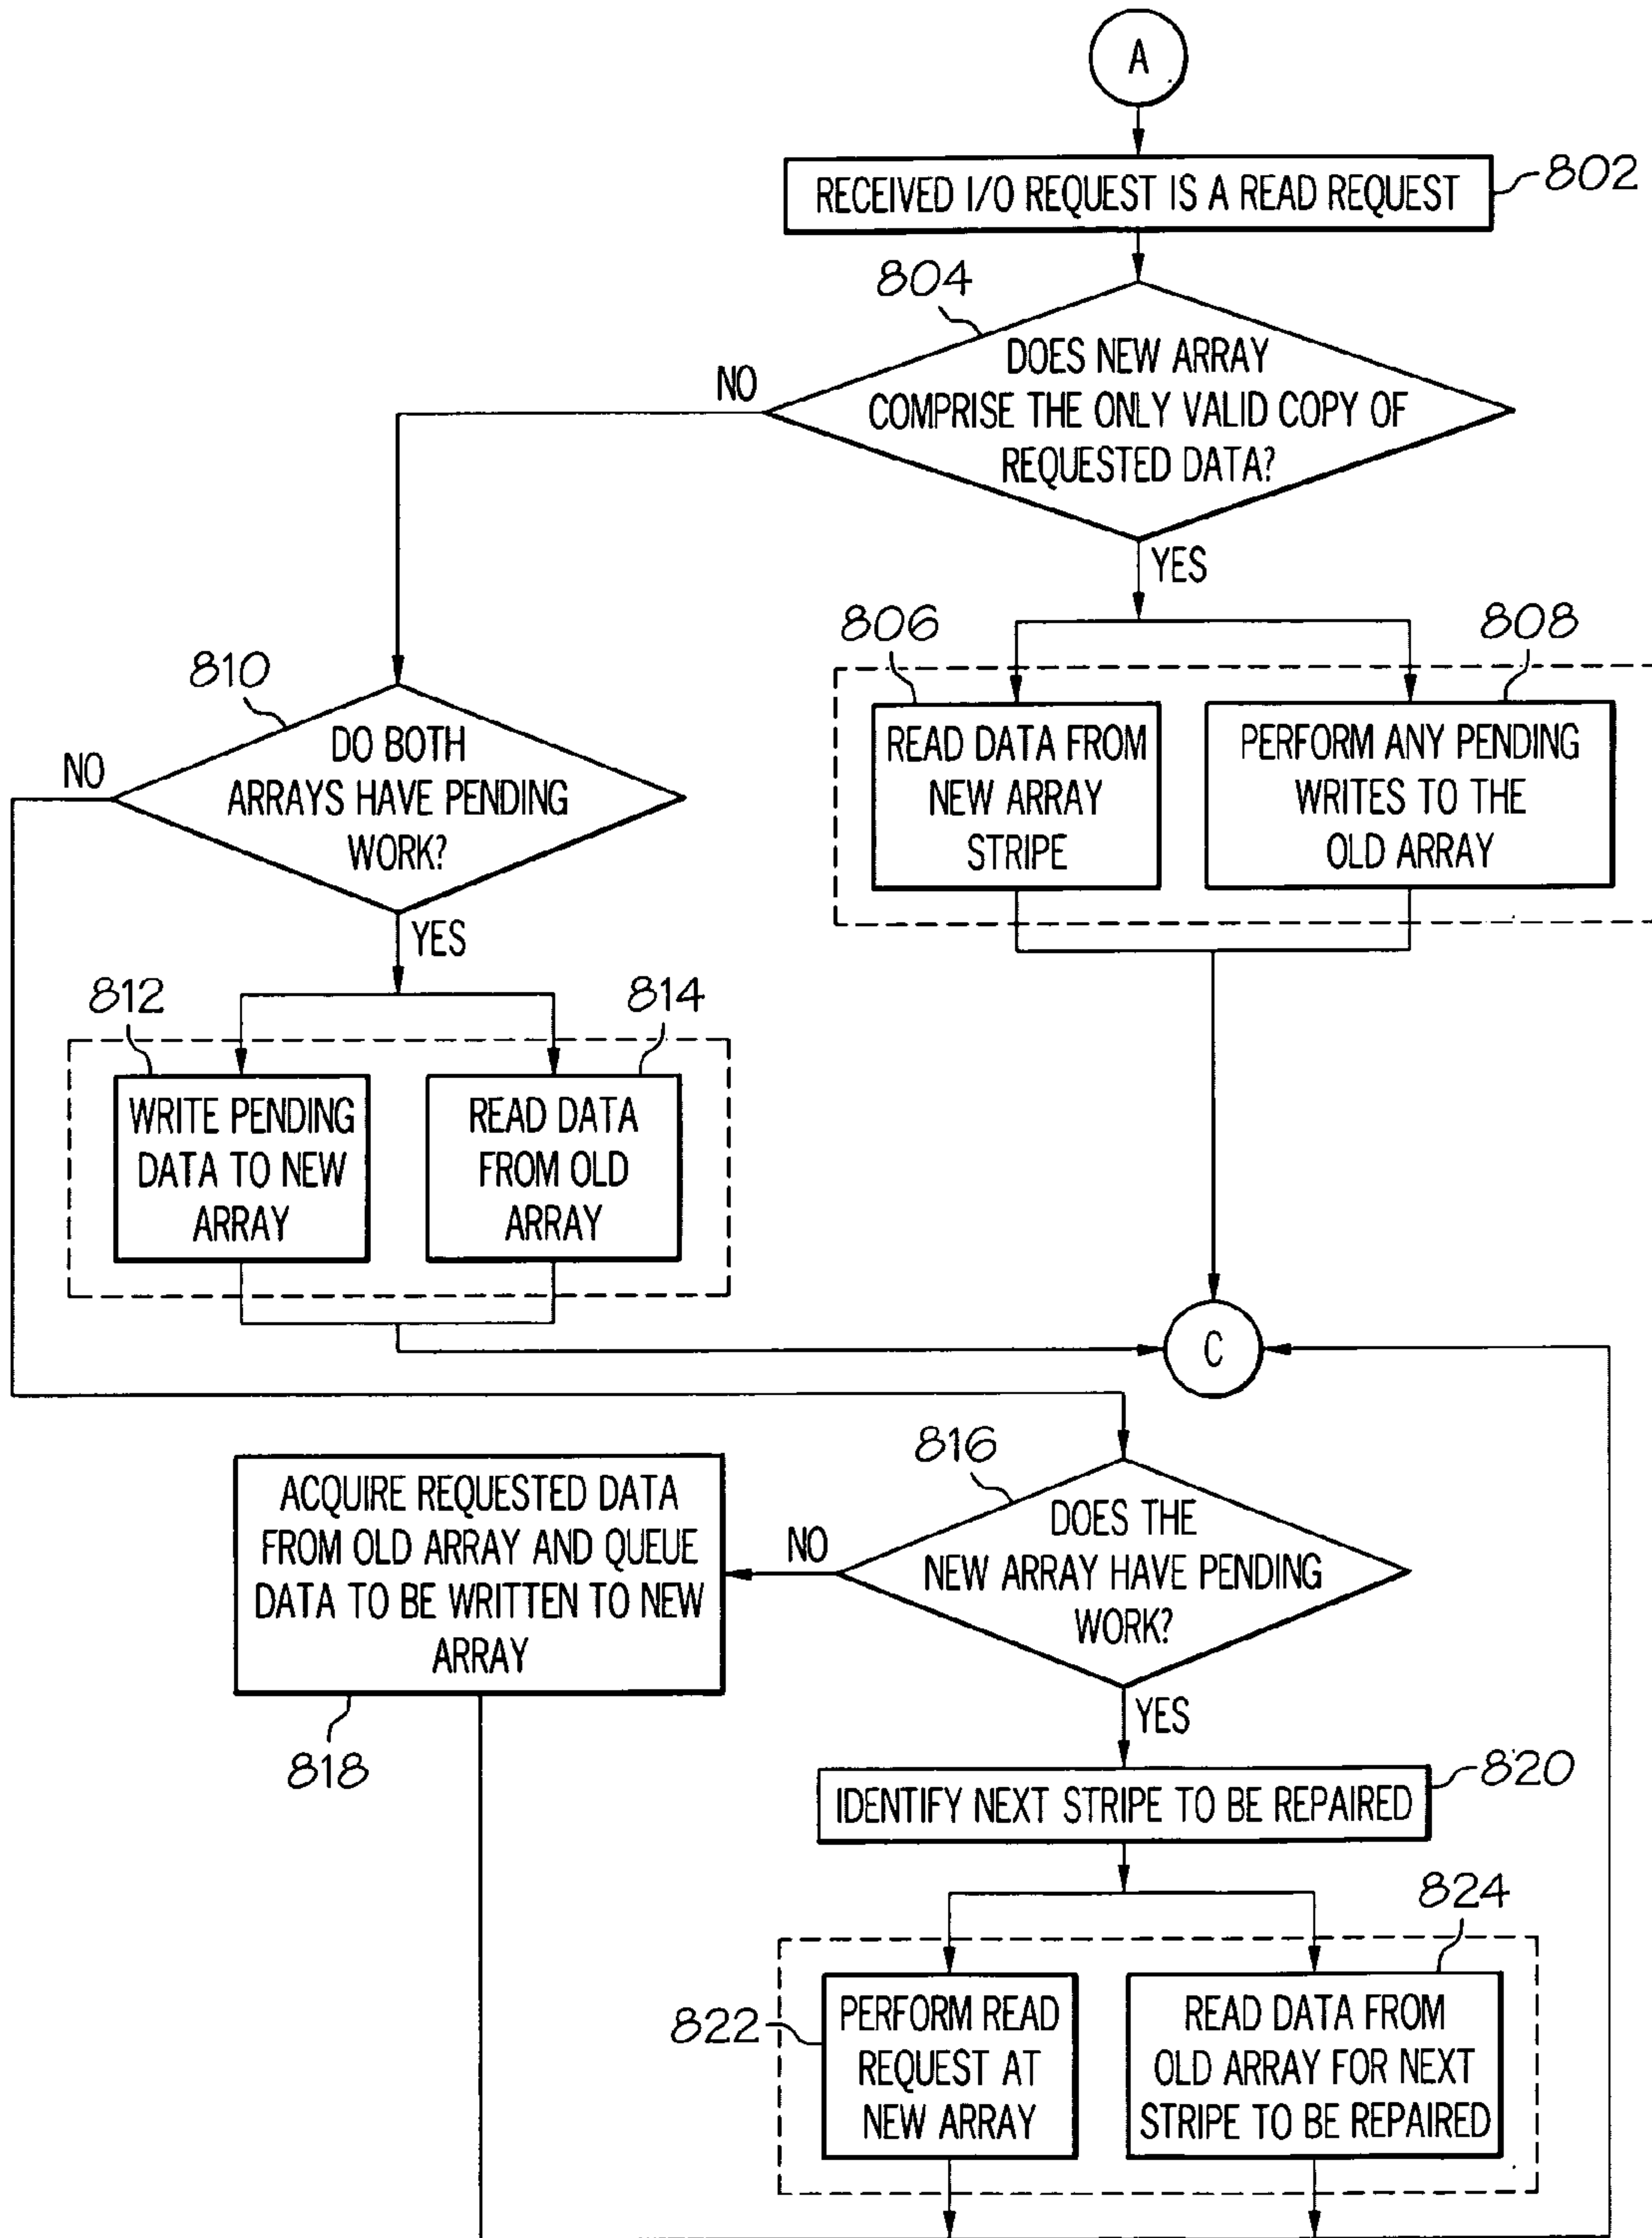 A
RECEIVED I/O REQUEST IS A READ REQUEST
802
804
DOES NEW ARRAY
COMPRISE THE ONLY VALID COPY OF
REQUESTED DATA?
NO
YES
806
808
READ DATA FROM
NEW ARRAY
STRIPE
PERFORM ANY PENDING
WRITES TO THE
OLD ARRAY
810
DO BOTH
ARRAYS HAVE PENDING
WORK?
NO
YES
812
814
WRITE PENDING
DATA TO NEW
ARRAY
READ DATA
FROM OLD
ARRAY
C
816
DOES THE
NEW ARRAY HAVE PENDING
WORK?
NO
ACQUIRE REQUESTED DATA
FROM OLD ARRAY AND QUEUE
DATA TO BE WRITTEN TO NEW
ARRAY
818
YES
IDENTIFY NEXT STRIPE TO BE REPAIRED
820
822
824
PERFORM READ
REQUEST AT
NEW ARRAY
READ DATA FROM
OLD ARRAY FOR NEXT
STRIPE TO BE REPAIRED